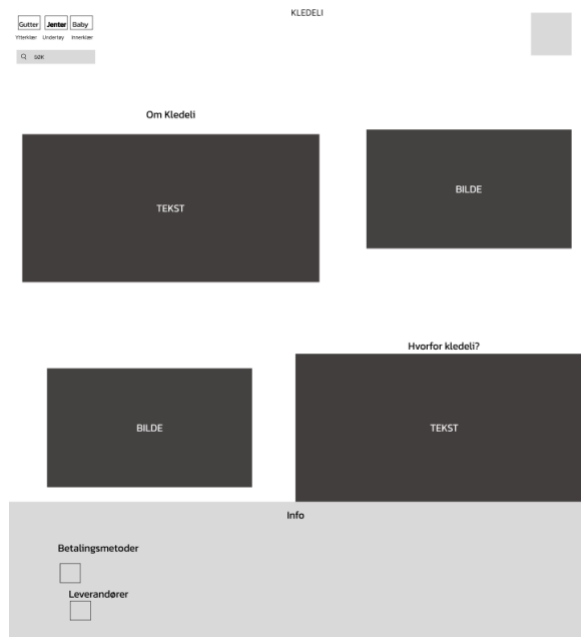 KLEDELI
Gutter Jenter Baby
Ytterklær Undertøy Innerklær
SØK
Om Kledeli
TEKST
BILDE
Hvorfor kledeli?
BILDE
TEKST
Info
Betalingsmetoder
Leverandører